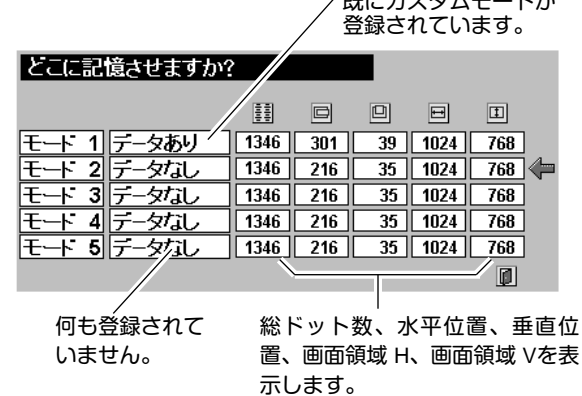 既にカスタムモードが
登録されています。
どこに記憶させますか?
モード 1 データあり 1346 301 39 1024 768
モード 2 データなし 1346 216 35 1024 768
モード 3 データなし 1346 216 35 1024 768
モード 4 データなし 1346 216 35 1024 768
モード 5 データなし 1346 216 35 1024 768
何も登録されて
いません。
総ドット数、水平位置、垂直位
置、画面領域 H、画面領域 Vを表
示します。